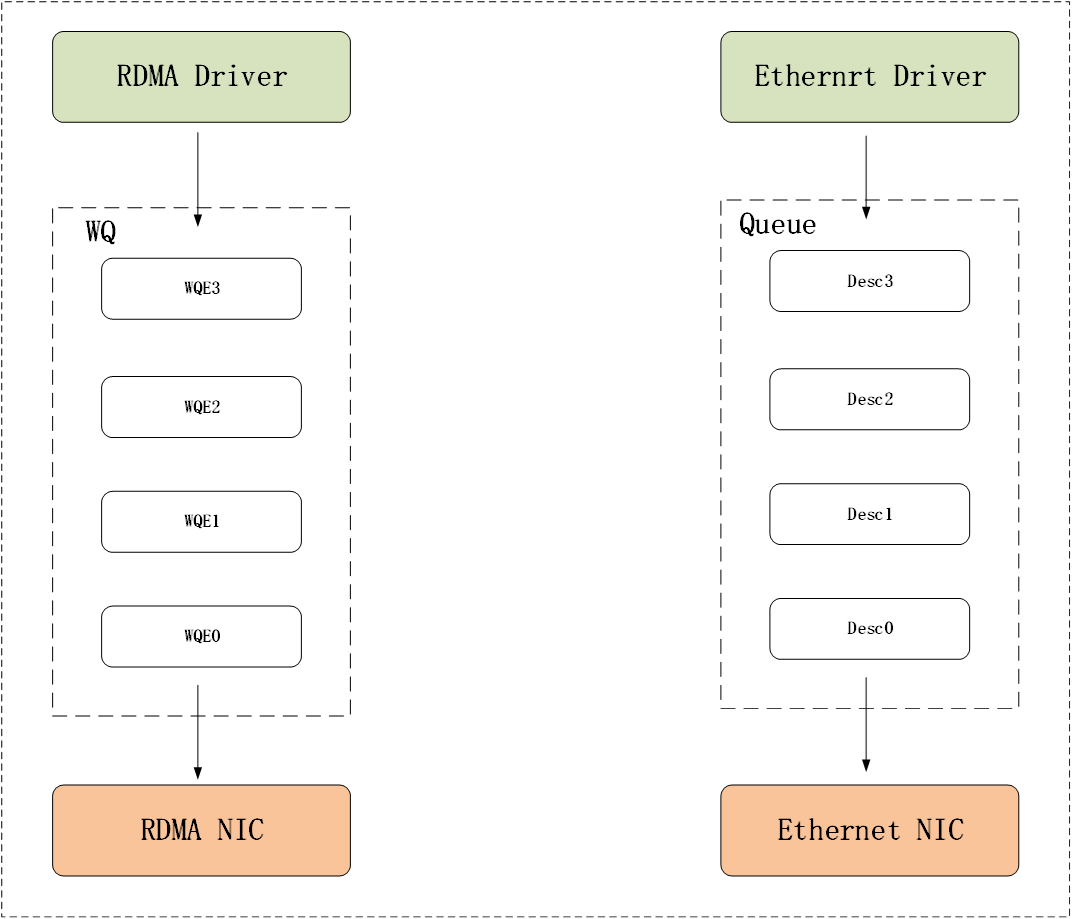 RDMA Driver
WQ
WQE3
WQE2
WQE1
WQE0
RDMA NIC
Ethernrt Driver
Queue
Desc3
Desc2
Desc1
Desc0
Ethernet NIC